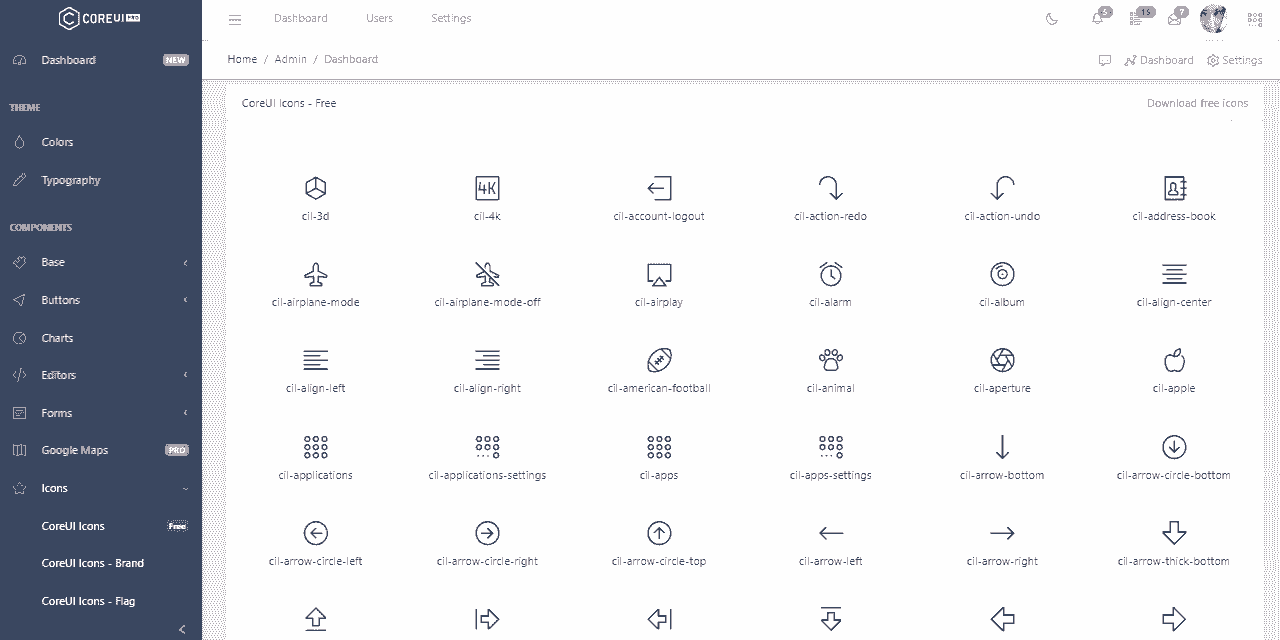 COREUI PRO
Dashboard NEW
THEME
Colors
Typography
COMPONENTS
Base
Buttons
Charts
Editors
Forms
Google Maps PRO
Icons
CoreUI Icons Free
CoreUI Icons - Brand
CoreUI Icons - Flag
Dashboard Users Settings
15 7
Home / Admin / Dashboard
Dashboard Settings
CoreUI Icons - Free
Download free icons
4K
cil-3d cil-4k cil-account-logout cil-action-redo cil-action-undo cil-address-book
cil-airplane-mode cil-airplane-mode-off cil-airplay cil-alarm cil-album cil-align-center
cil-align-left cil-align-right cil-american-football cil-animal cil-aperture cil-apple
cil-applications cil-applications-settings cil-apps cil-apps-settings cil-arrow-bottom cil-arrow-circle-bottom
cil-arrow-circle-left cil-arrow-circle-right cil-arrow-circle-top cil-arrow-left cil-arrow-right cil-arrow-thick-bottom